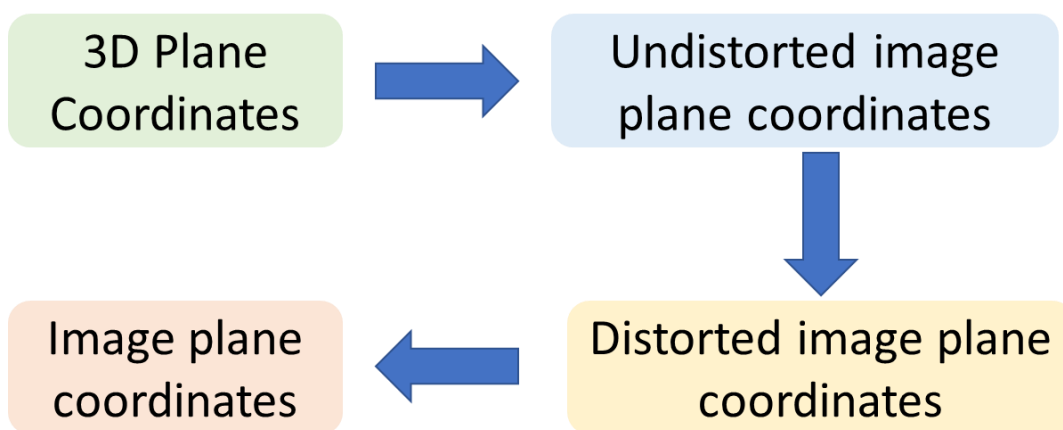 3D Plane
Coordinates
Undistorted image
plane coordinates
Image plane
coordinates
Distorted image plane
coordinates